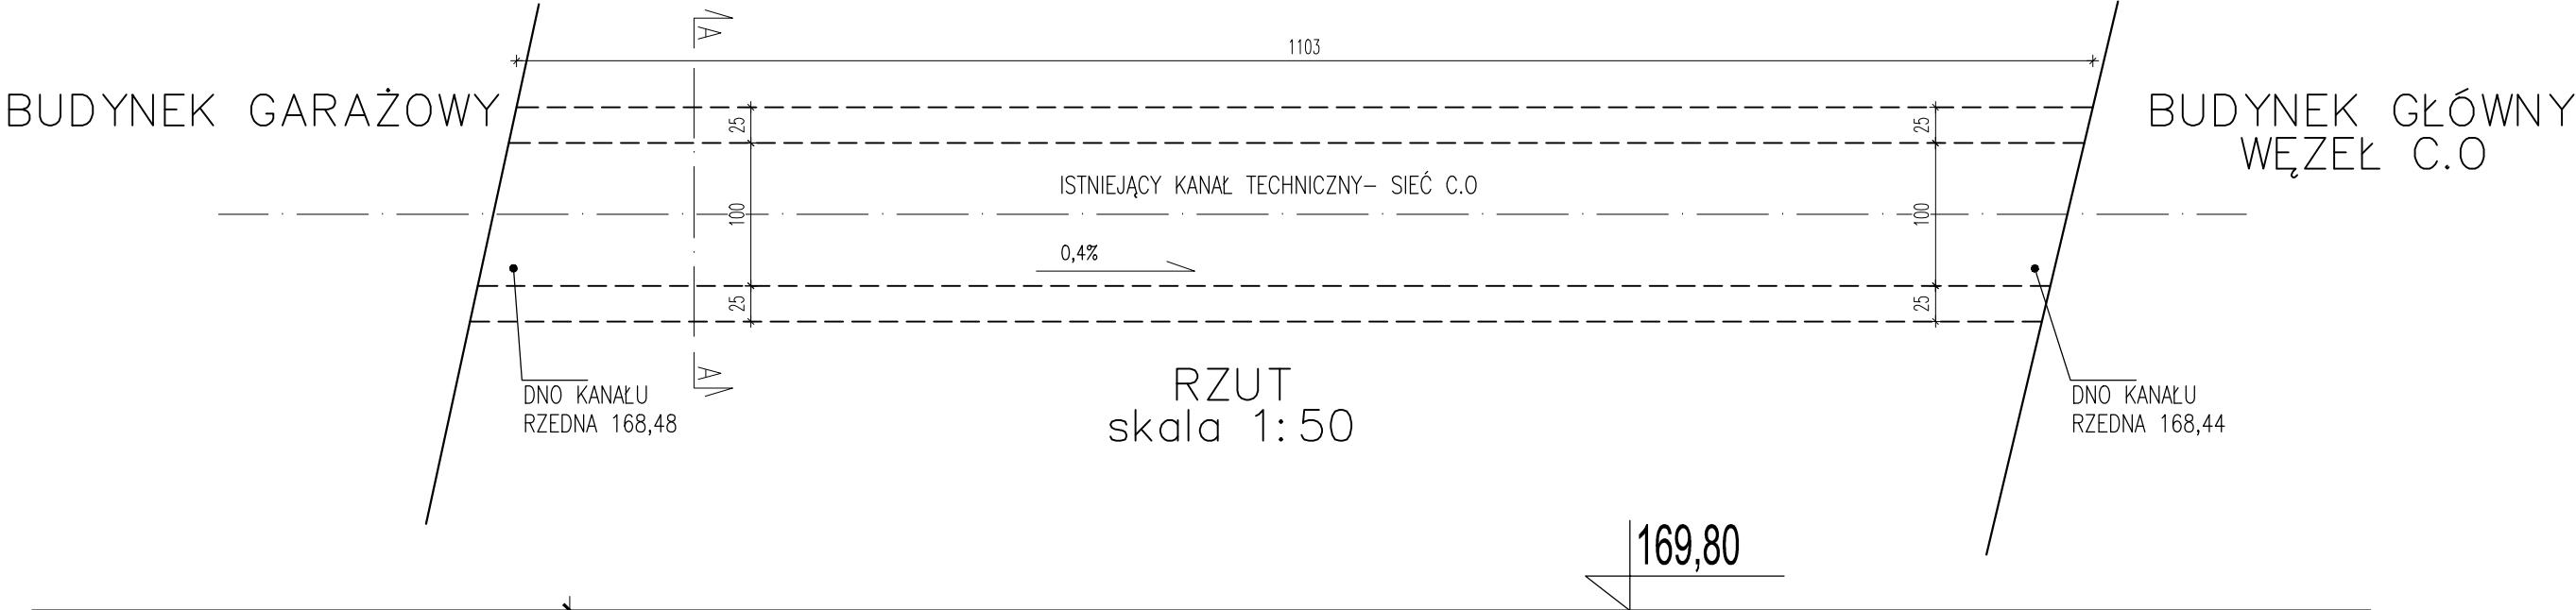 A
1103
BUDYNEK GARAŻOWY
BUDYNEK GŁÓWNY
WĘZEŁ C.O
25
25
ISTNIEJĄCY KANAŁ TECHNICZNY- SIEĆ C.O
100
100
0,4%
25
25
A
DNO KANAŁU
RZEDNA 168,48
RZUT
skala 1:50
DNO KANAŁU
RZEDNA 168,44
169,80